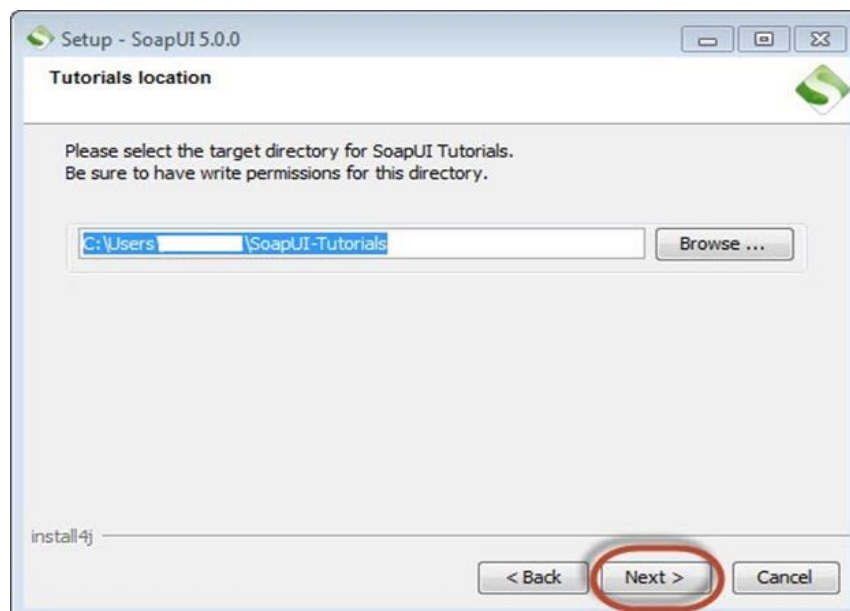 Setup - SoapUI 5.0.0
Tutorials location
Please select the target directory for SoapUI Tutorials.
Be sure to have write permissions for this directory.
C:\Users\ \SoapUI-Tutorials
Browse ...
install4j
< Back
Next >
Cancel